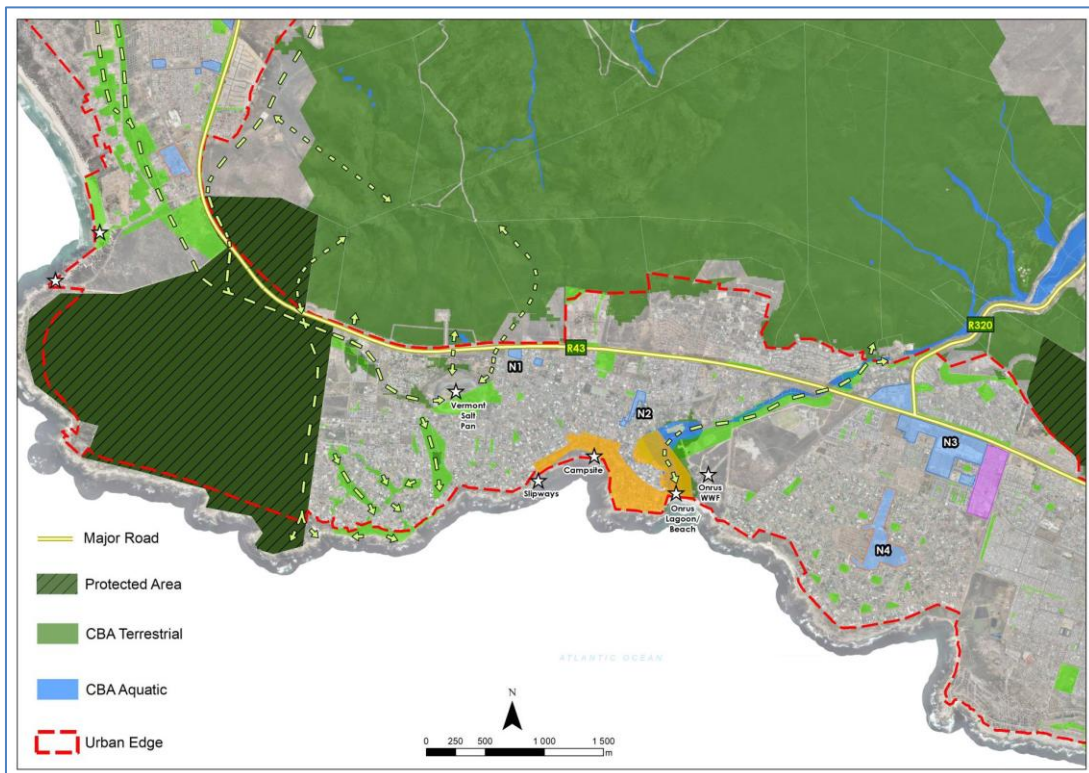 R320
R43
N1
Vermont
Salt
Pan
N2
N3
Campsite
Slipways
Onrus
WWF
Onrus
Lagoon/
Beach
N4
Major Road
Protected Area
CBA Terrestrial
CBA Aquatic
Urban Edge
ATLANTIC OCEAN
N
0 250 500 1 000 1 500
m